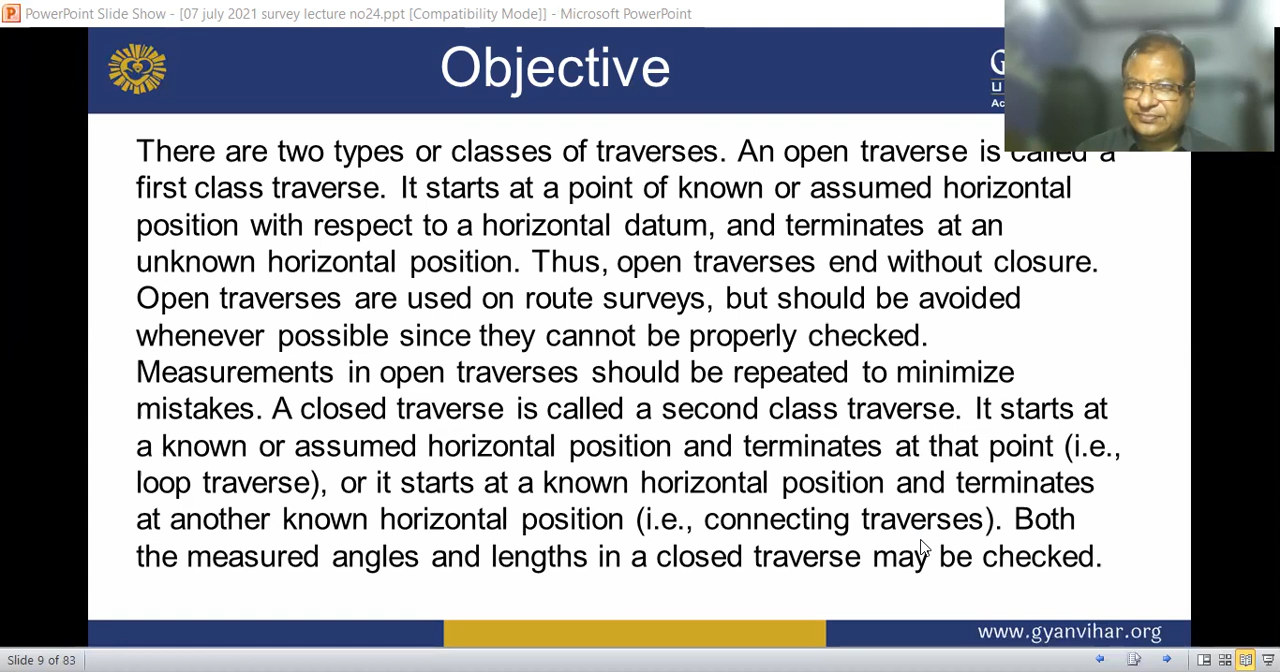 PowerPoint Slide Show - [07 july 2021 survey lecture no24.ppt [Compatibility Mode]] - Microsoft PowerPoint
Objective
G
U
Ac
There are two types or classes of traverses. An open traverse is called a
first class traverse. It starts at a point of known or assumed horizontal
position with respect to a horizontal datum, and terminates at an
unknown horizontal position. Thus, open traverses end without closure.
Open traverses are used on route surveys, but should be avoided
whenever possible since they cannot be properly checked.
Measurements in open traverses should be repeated to minimize
mistakes. A closed traverse is called a second class traverse. It starts at
a known or assumed horizontal position and terminates at that point (i.e.,
loop traverse), or it starts at a known horizontal position and terminates
at another known horizontal position (i.e., connecting traverses). Both
the measured angles and lengths in a closed traverse may be checked.
www.gyanvihar.org
Slide 9 of 83